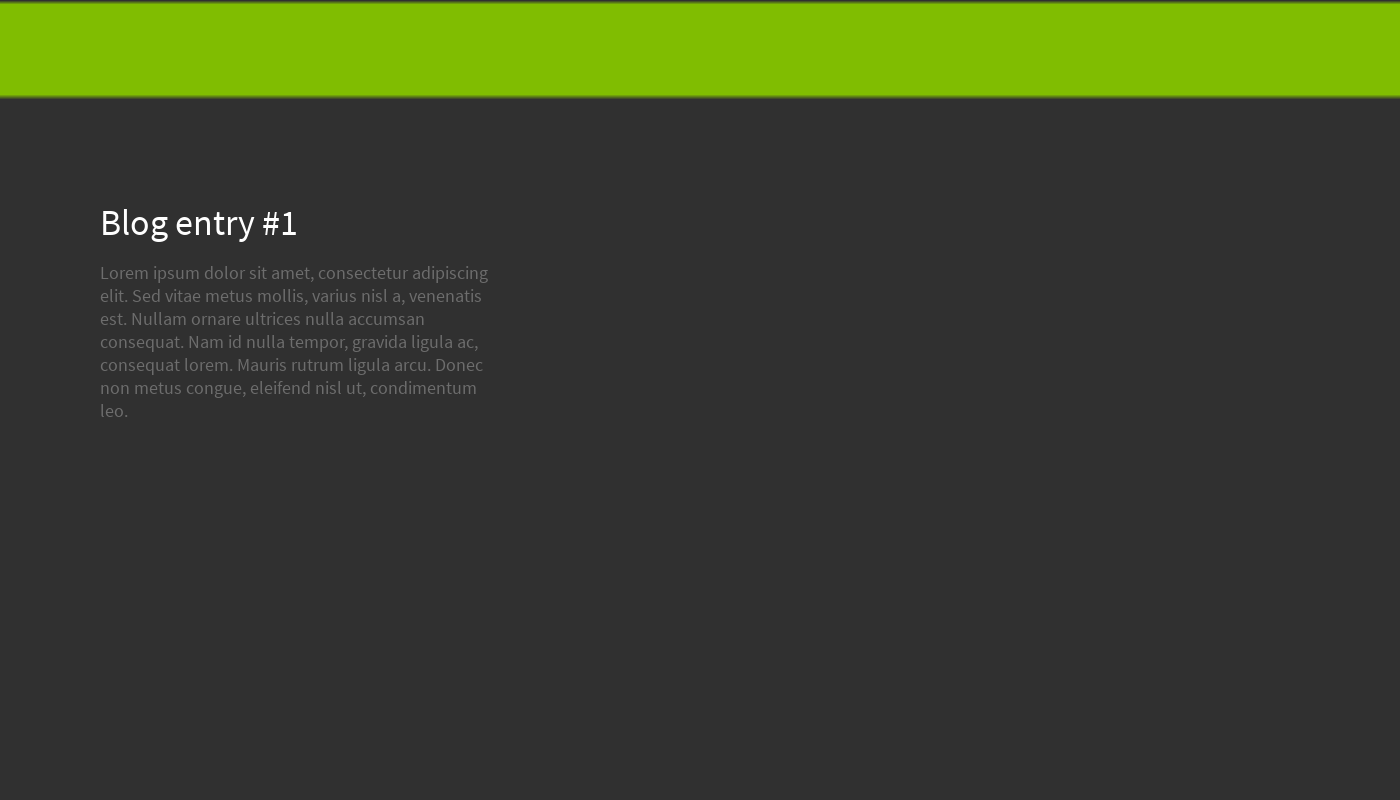 Blog entry #1
Lorem ipsum dolor sit amet, consectetur adipiscing
elit. Sed vitae metus mollis, varius nisl a, venenatis
est. Nullam ornare ultrices nulla accumsan
consequat. Nam id nulla tempor, gravida ligula ac,
consequat lorem. Mauris rutrum ligula arcu. Donec
non metus congue, eleifend nisl ut, condimentum
leo.